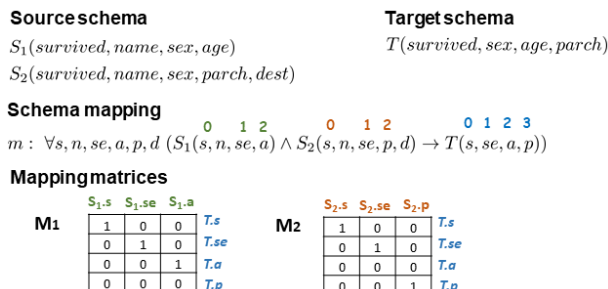 Source schema Target schema
S₁(survived, name, sex, age) T(survived, sex, age, parch)
S₂(survived, name, sex, parch, dest)
Schema mapping
0 1 2 0 1 2 0 1 2 3
m : ∀s, n, se, a, p, d (S₁(s, n, se, a) ∧ S₂(s, n, se, p, d) → T(s, se, a, p))
Mapping matrices
S₁.s S₁.se S₁.a S₂.s S₂.se S₂.p
M₁ 1 0 0 T.s M₂ 1 0 0 T.s
0 1 0 T.se 0 1 0 T.se
0 0 1 T.a 0 0 0 T.a
0 0 0 T.p 0 0 1 T.p